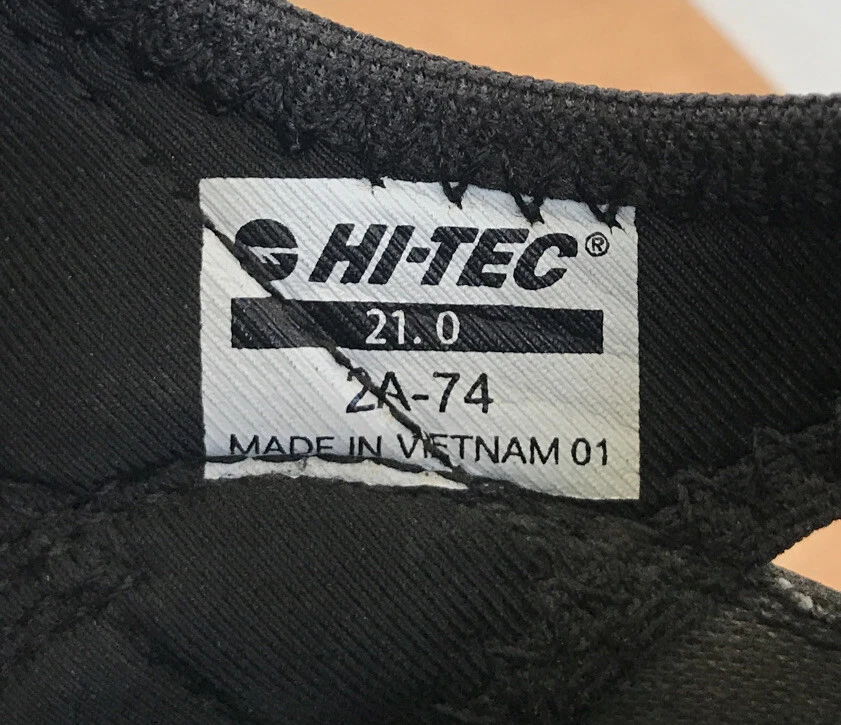 HI-TEC®
21.0
2A-74
MADE IN VIETNAM 01